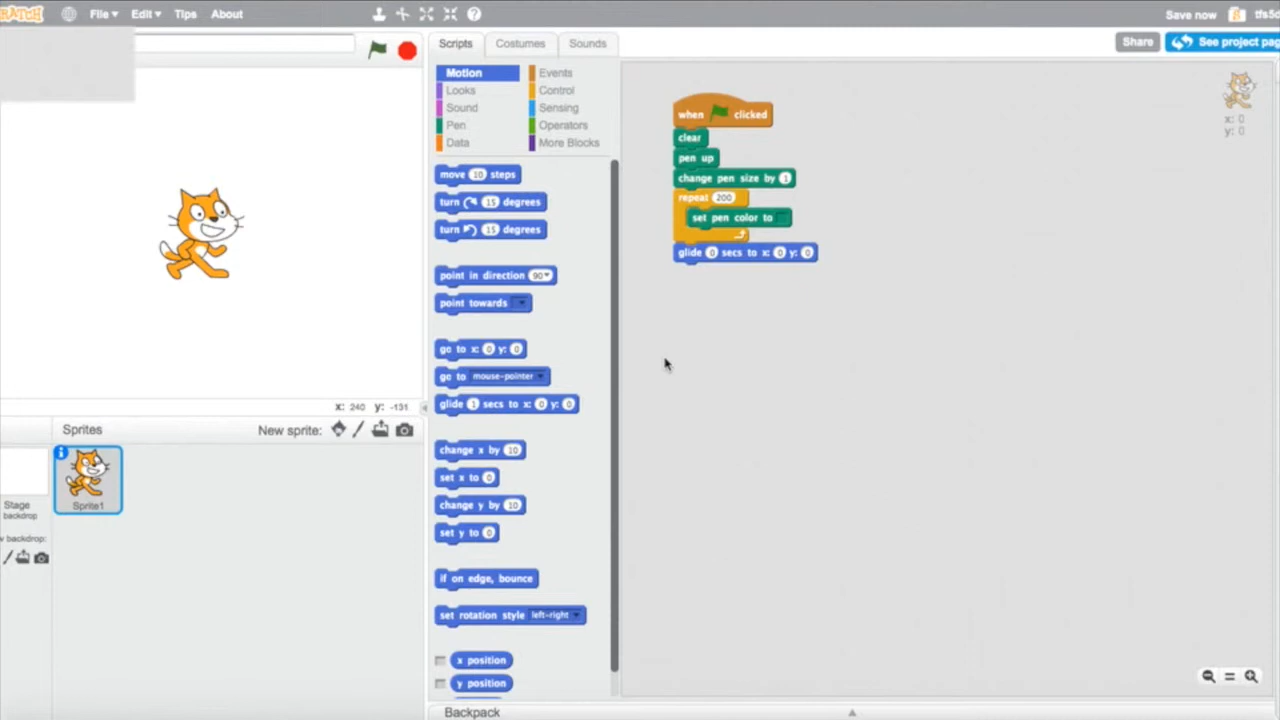 RATCH File Edit Tips About Save now tfs5d
Scripts Costumes Sounds Share See project pag
Motion Events
Looks Control
Sound Sensing
Pen Operators
Data More Blocks
move 10 steps
turn 15 degrees
turn 15 degrees
point in direction 90
point towards
go to x: 0 y: 0
go to mouse-pointer
glide 1 secs to x: 0 y: 0
change x by 10
set x to 0
change y by 10
set y to 0
if on edge, bounce
set rotation style left-right
x position
y position
when clicked
clear
pen up
change pen size by 1
repeat 200
set pen color to
glide 0 secs to x: 0 y: 0
x: 0
y: 0
x: 240 y: -131
Sprites New sprite:
Sprite1
Stage
backdrop
w backdrop:
Backpack